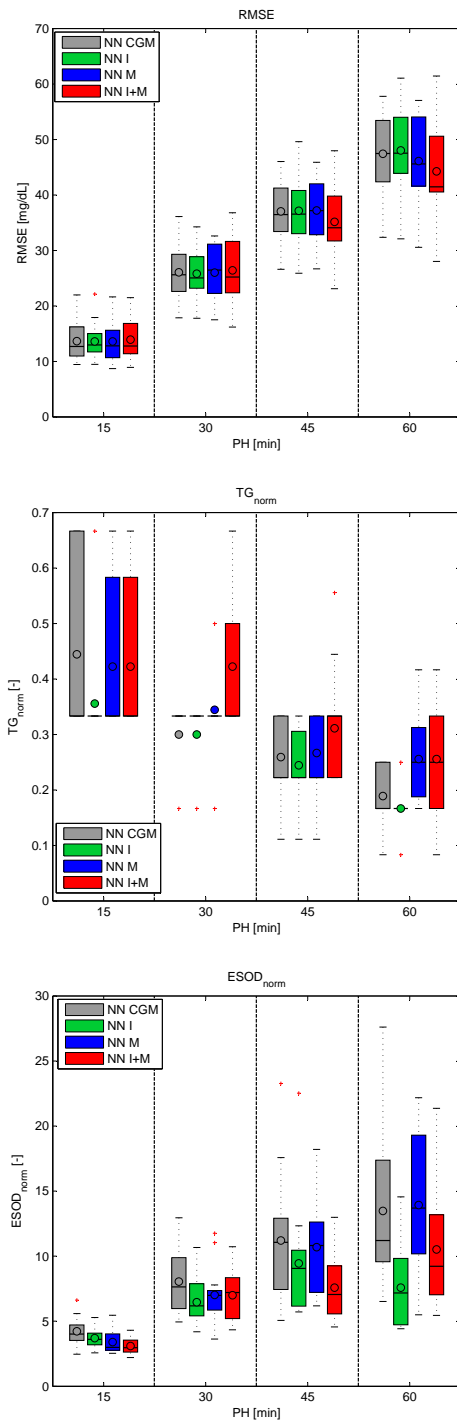 RMSE
70
60
50
40
30
20
10
0
RMSE [mg/dL]
NN CGM
NN I
NN M
NN I+M
15 30 45 60
PH [min]
TG_norm
0.7
0.6
0.5
0.4
0.3
0.2
0.1
0
TG_norm [-]
NN CGM
NN I
NN M
NN I+M
15 30 45 60
PH [min]
ESOD_norm
30
25
20
15
10
5
0
ESOD_norm [-]
NN CGM
NN I
NN M
NN I+M
15 30 45 60
PH [min]